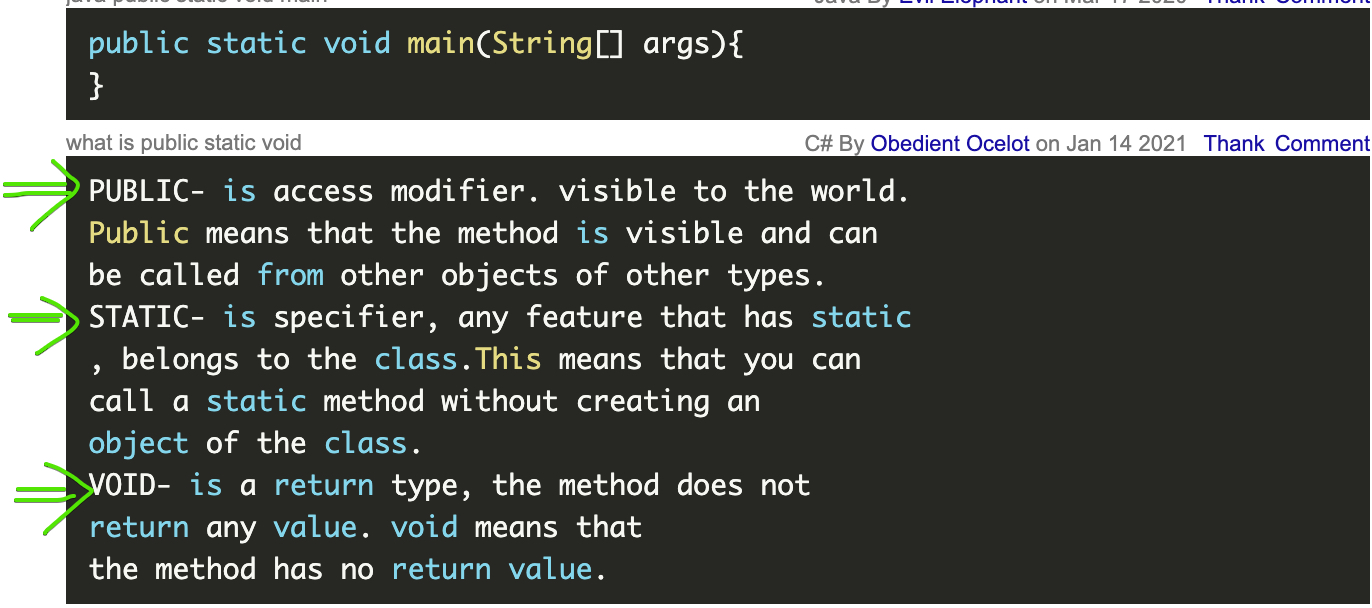 java public static void main Java By Evil Elephant on Mar 17 2020 Thank Comment
public static void main(String[] args){
}
what is public static void C# By Obedient Ocelot on Jan 14 2021 Thank Comment
PUBLIC- is access modifier. visible to the world.
Public means that the method is visible and can
be called from other objects of other types.
STATIC- is specifier, any feature that has static
, belongs to the class.This means that you can
call a static method without creating an
object of the class.
VOID- is a return type, the method does not
return any value. void means that
the method has no return value.